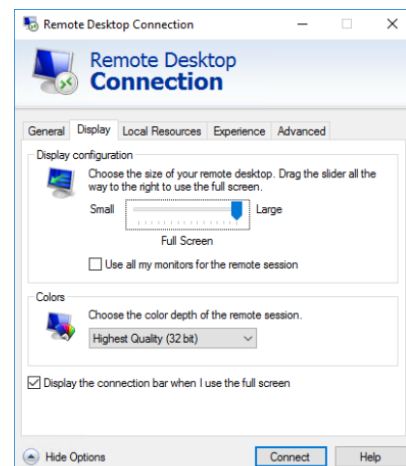 Remote Desktop Connection
Remote Desktop
Connection
General Display Local Resources Experience Advanced
Display configuration
Choose the size of your remote desktop. Drag the slider all the
way to the right to use the full screen.
Small Large
Full Screen
Use all my monitors for the remote session
Colors
Choose the color depth of the remote session.
Highest Quality (32 bit)
Display the connection bar when I use the full screen
Hide Options Connect Help